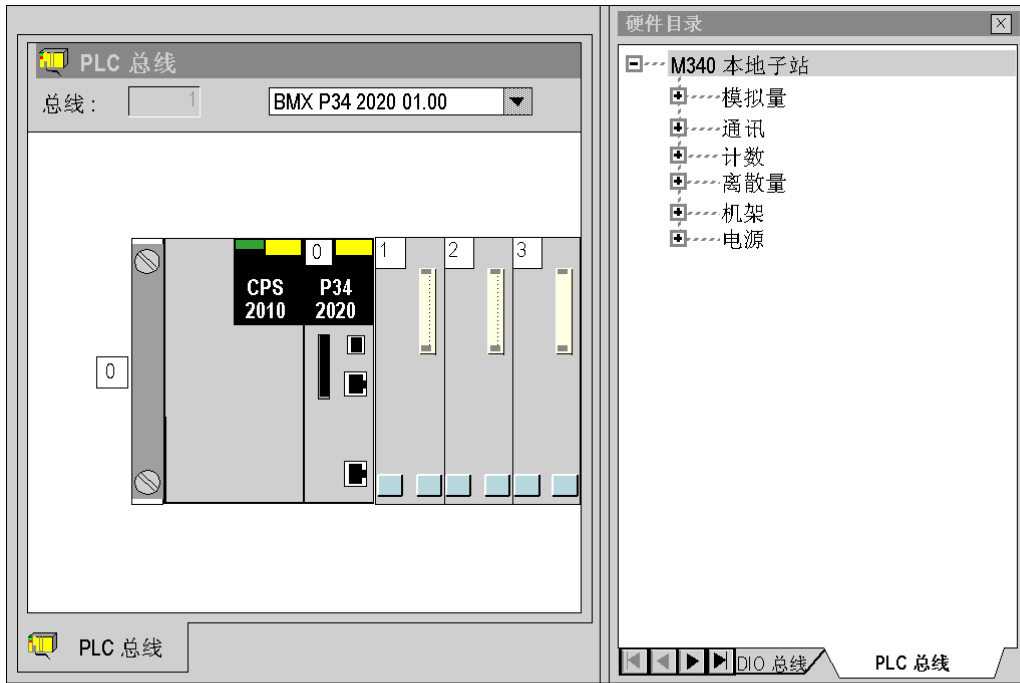 PLC 总线
总线 :
1
BMX P34 2020 01.00
0
CPS
2010
0
P34
2020
1
2
3
PLC 总线
硬件目录
M340 本地子站
模拟量
通讯
计数
离散量
机架
电源
DIO 总线
PLC 总线